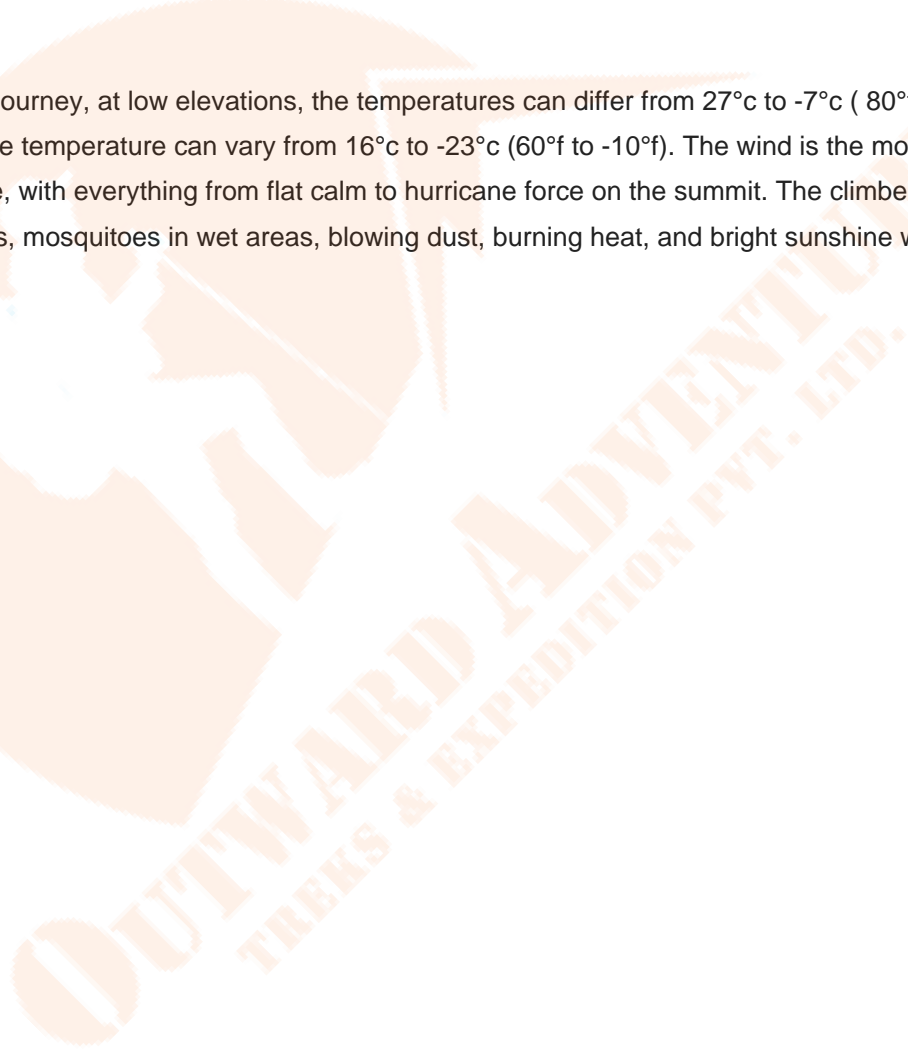 ourney, at low elevations, the temperatures can differ from 27°c to -7°c ( 80°
e temperature can vary from 16°c to -23°c (60°f to -10°f). The wind is the mo
, with everything from flat calm to hurricane force on the summit. The climbe
s, mosquitoes in wet areas, blowing dust, burning heat, and bright sunshine
OUTWARD ADVENTU
TREKS & EXPEDITION PVT. LTD.